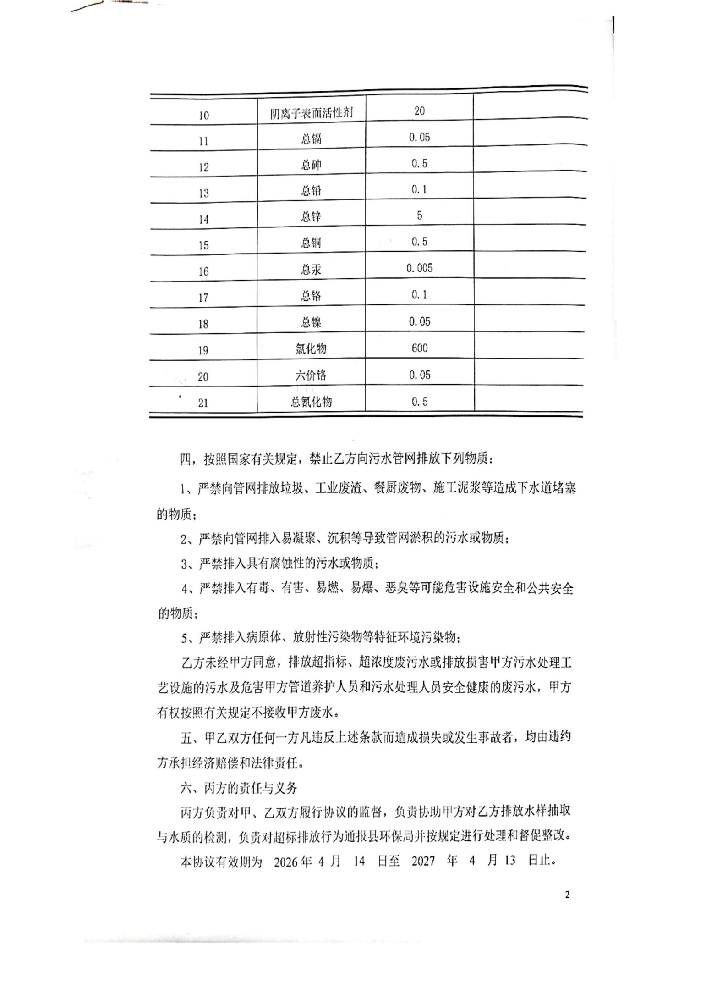 10 阴离子表面活性剂 20
11 总镉 0.05
12 总砷 0.5
13 总铅 0.1
14 总锌 5
15 总铜 0.5
16 总汞 0.005
17 总铬 0.1
18 总镍 0.05
19 氯化物 600
20 六价铬 0.05
21 总氰化物 0.5
四，按照国家有关规定，禁止乙方向污水管网排放下列物质：
1、严禁向管网排放垃圾、工业废渣、餐厨废物、施工泥浆等造成下水道堵塞
的物质；
2、严禁向管网排入易凝聚、沉积等导致管网淤积的污水或物质；
3、严禁排入具有腐蚀性的污水或物质；
4、严禁排入有毒、有害、易燃、易爆、恶臭等可能危害设施安全和公共安全
的物质；
5、严禁排入病原体、放射性污染物等特征环境污染物；
乙方未经甲方同意，排放超指标、超浓度废污水或排放损害甲方污水处理工
艺设施的污水及危害甲方管道养护人员和污水处理人员安全健康的废污水，甲方
有权按照有关规定不接收甲方废水。
五、甲乙双方任何一方凡违反上述条款而造成损失或发生事故者，均由违约
方承担经济赔偿和法律责任。
六、丙方的责任与义务
丙方负责对甲、乙双方履行协议的监督，负责协助甲方对乙方排放水样抽取
与水质的检测，负责对超标排放行为通报县环保局并按规定进行处理和督促整改。
本协议有效期为 2026 年 4 月 14 日至 2027 年 4 月 13 日止。
2